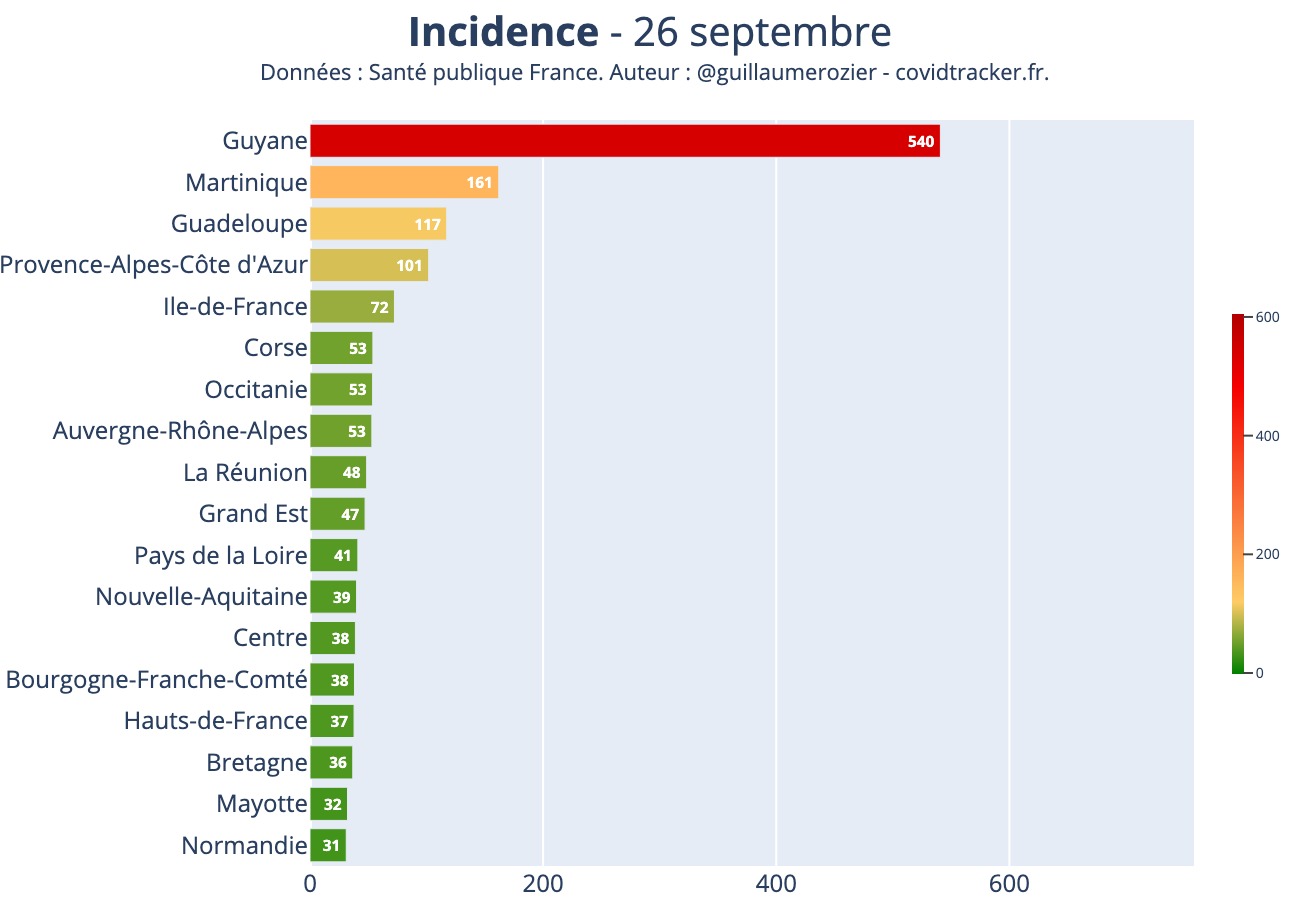 Incidence - 26 septembre
Données : Santé publique France. Auteur : @guillaumerozier - covidtracker.fr.
Guyane 540
Martinique 161
Guadeloupe 117
Provence-Alpes-Côte d'Azur 101
Ile-de-France 72
Corse 53
Occitanie 53
Auvergne-Rhône-Alpes 53
La Réunion 48
Grand Est 47
Pays de la Loire 41
Nouvelle-Aquitaine 39
Centre 38
Bourgogne-Franche-Comté 38
Hauts-de-France 37
Bretagne 36
Mayotte 32
Normandie 31
0 200 400 600
600
400
200
0